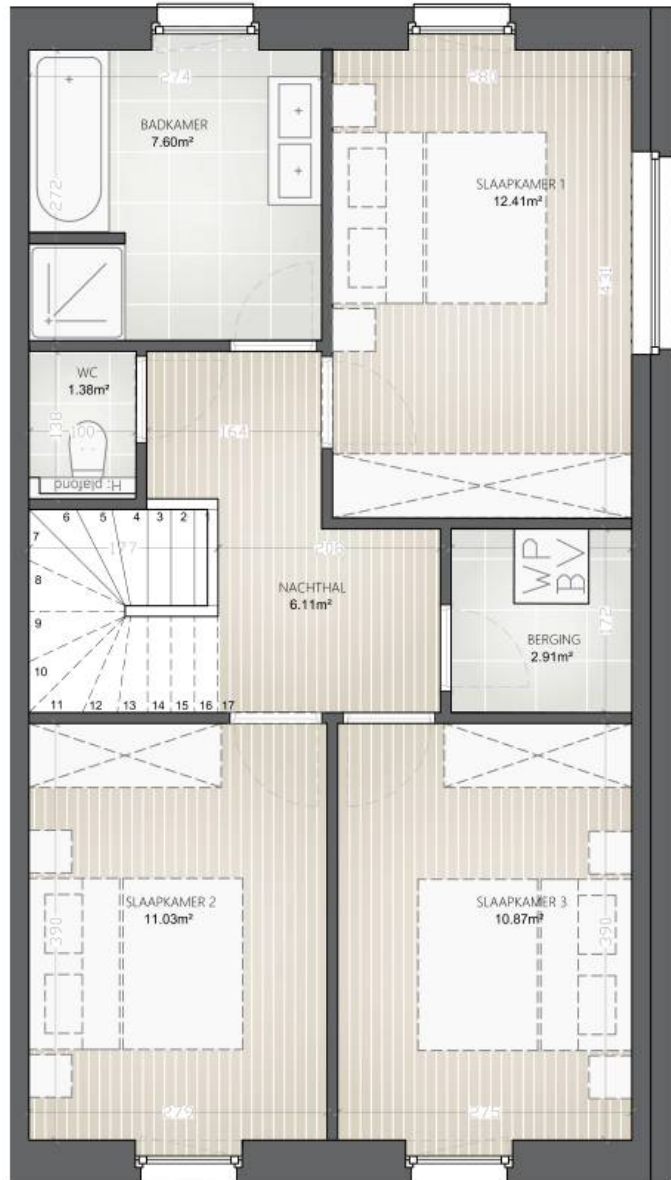 274
280
BADKAMER
7.60m²
272
SLAAPKAMER 1
12.41m²
431
WC
1.38m²
138
100
164
H: plafond
6 5 4 3 2 1
7
177
206
8
WP
BV
NACHTHAL
6.11m²
172
9
BERGING
2.91m²
10
11 12 13 14 15 16 17
SLAAPKAMER 2
11.03m²
390
SLAAPKAMER 3
10.87m²
390
279
275